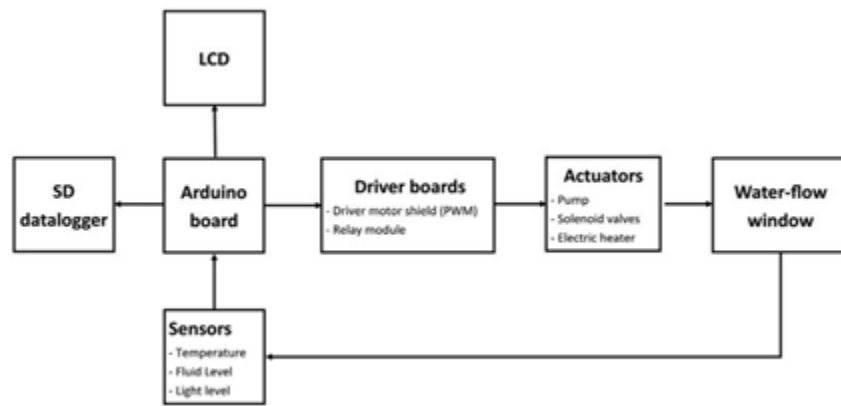 LCD
SD
datalogger
Arduino
board
Driver boards
- Driver motor shield (PWM)
- Relay module
Actuators
- Pump
- Solenoid valves
- Electric heater
Water-flow
window
Sensors
- Temperature
- Fluid Level
- Light level